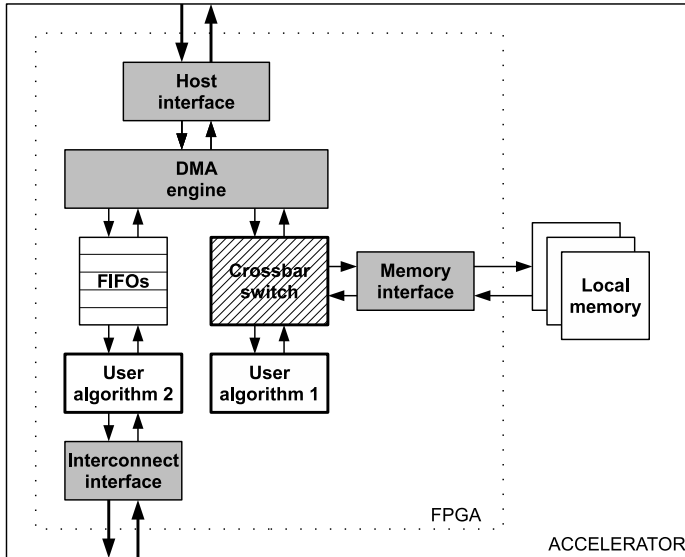 Host
interface
DMA
engine
FIFOs
Crossbar
switch
Memory
interface
Local
memory
User
algorithm 2
User
algorithm 1
Interconnect
interface
FPGA
ACCELERATOR